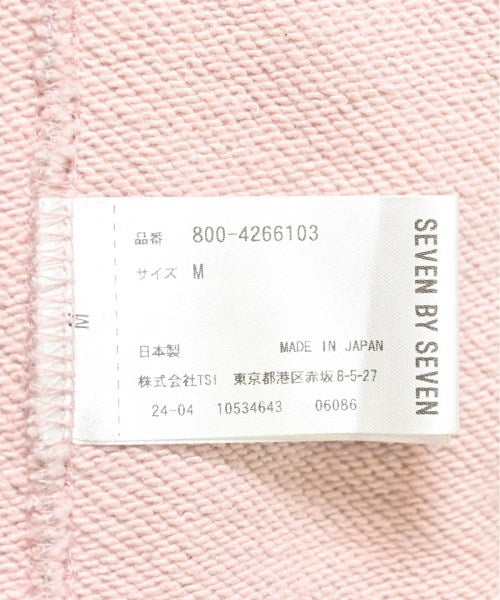 品番 800-4266103
サイズ M
M
日本製 MADE IN JAPAN
株式会社TSI 東京都港区赤坂8-5-27
24-04 10534643 06086
SEVEN BY SEVEN